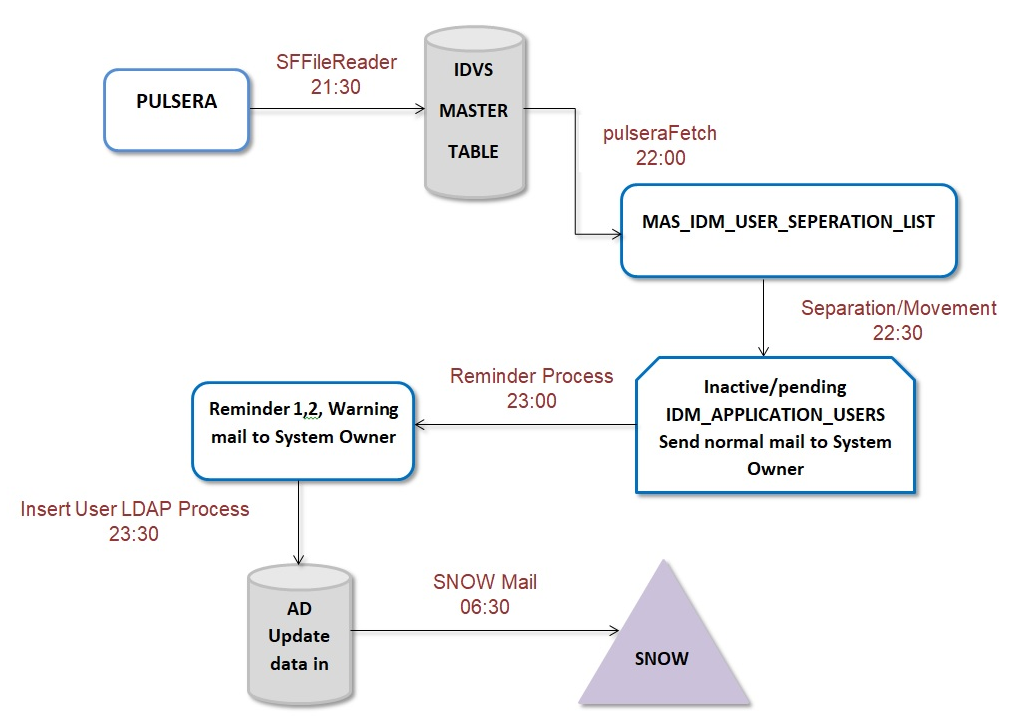 PULSERA
SFFileReader
21:30
IDVS
MASTER
TABLE
pulseraFetch
22:00
MAS_IDM_USER_SEPERATION_LIST
Separation/Movement
22:30
Inactive/pending
IDM_APPLICATION_USERS
Send normal mail to System
Owner
Reminder Process
23:00
Reminder 1,2, Warning
mail to System Owner
Insert User LDAP Process
23:30
AD
Update
data in
SNOW Mail
06:30
SNOW